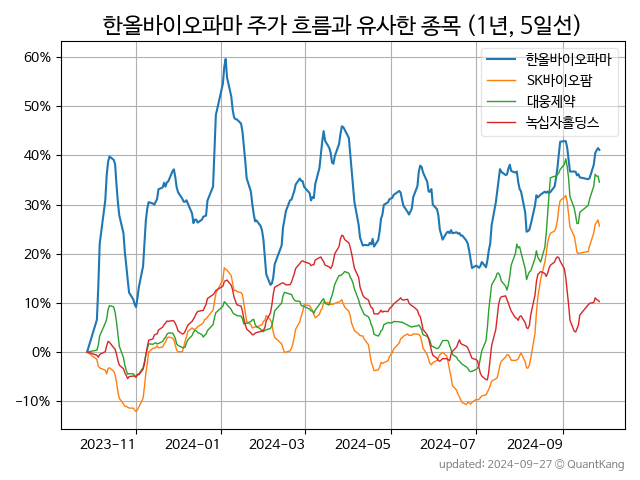 한올바이오파마 주가 흐름과 유사한 종목 (1년, 5일선)
한올바이오파마
SK바이오팜
대웅제약
녹십자홀딩스
60%
50%
40%
30%
20%
10%
0%
−10%
2023-11
2024-01
2024-03
2024-05
2024-07
2024-09
updated: 2024-09-27 © QuantKang